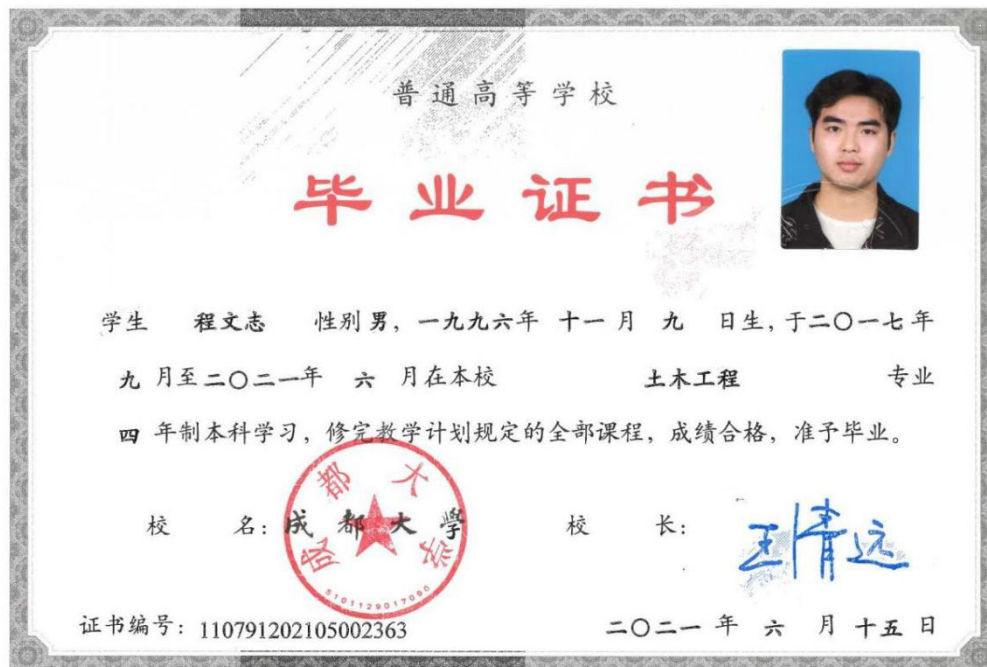 普通高等学校
毕业证书
学生 程文志 性别 男，一九九六年 十一 月 九 日生，于二〇一七年
九 月至二〇二一年 六 月在本校 土木工程 专业
四 年制本科学习，修完教学计划规定的全部课程，成绩合格，准予毕业。
校 名：成都大學 校 长：王清远
成都大学
5101129017090
证书编号：110791202105002363 二〇二一 年 六 月 十五 日